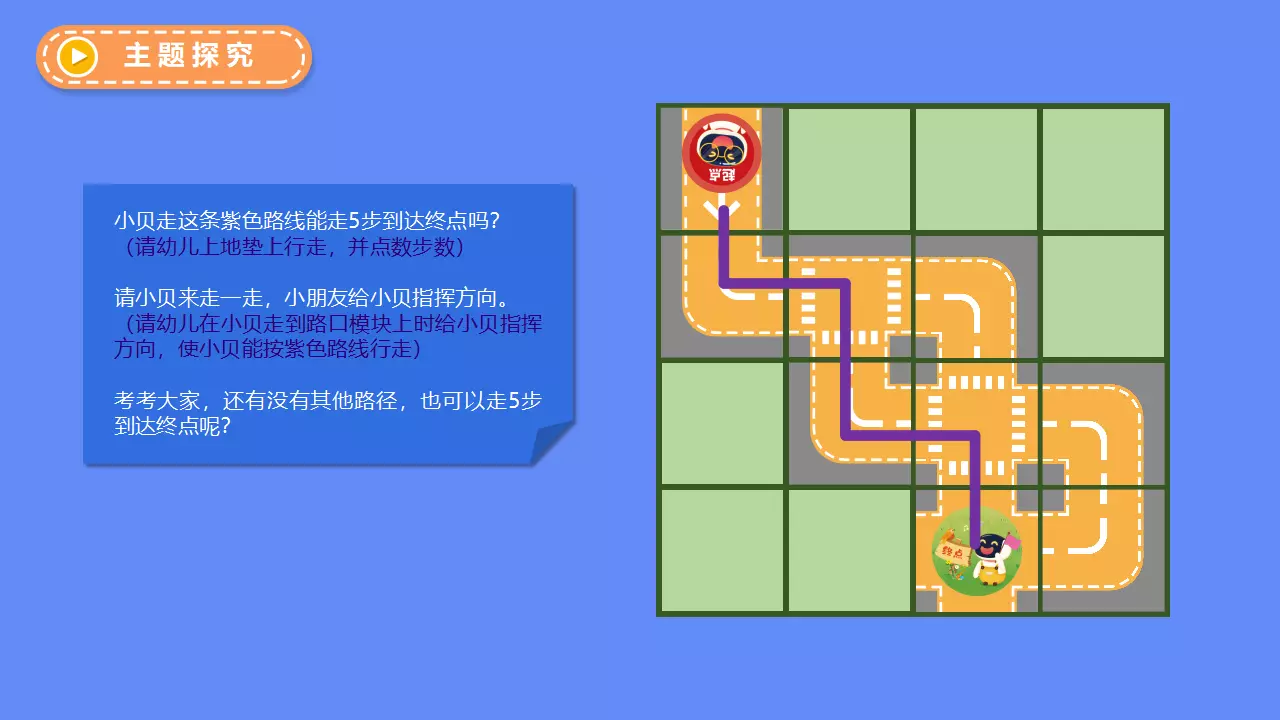 主题探究
小贝走这条紫色路线能走5步到达终点吗？
（请幼儿上地垫上行走，并点数步数）
请小贝来走一走，小朋友给小贝指挥方向。
（请幼儿在小贝走到路口模块上时给小贝指挥
方向，使小贝能按紫色路线行走）
考考大家，还有没有其他路径，也可以走5步
到达终点呢？
起点
终点